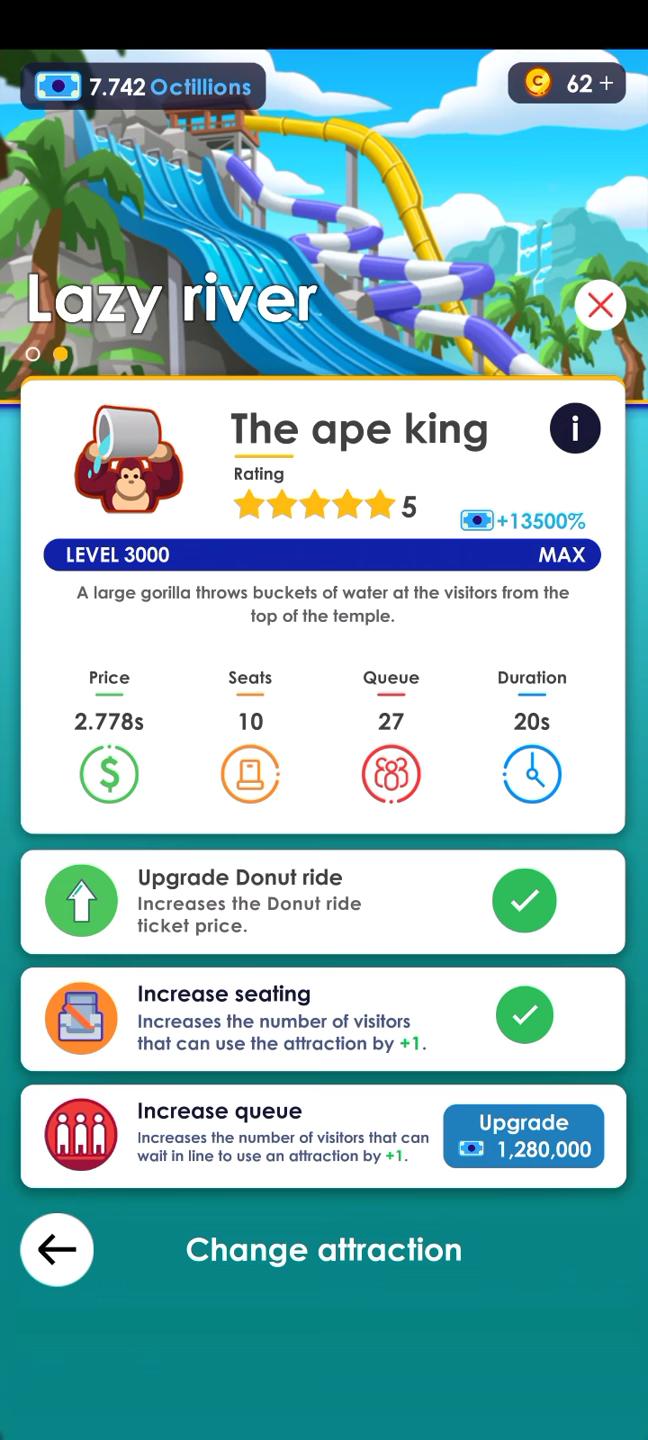 7.742 Octillions
C 62 +
Lazy river
The ape king
i
Rating
5
+13500%
LEVEL 3000 MAX
A large gorilla throws buckets of water at the visitors from the
top of the temple.
Price Seats Queue Duration
2.778s 10 27 20s
$
Upgrade Donut ride
Increases the Donut ride
ticket price.
Increase seating
Increases the number of visitors
that can use the attraction by +1.
Increase queue
Increases the number of visitors that can
wait in line to use an attraction by +1.
Upgrade
1,280,000
Change attraction